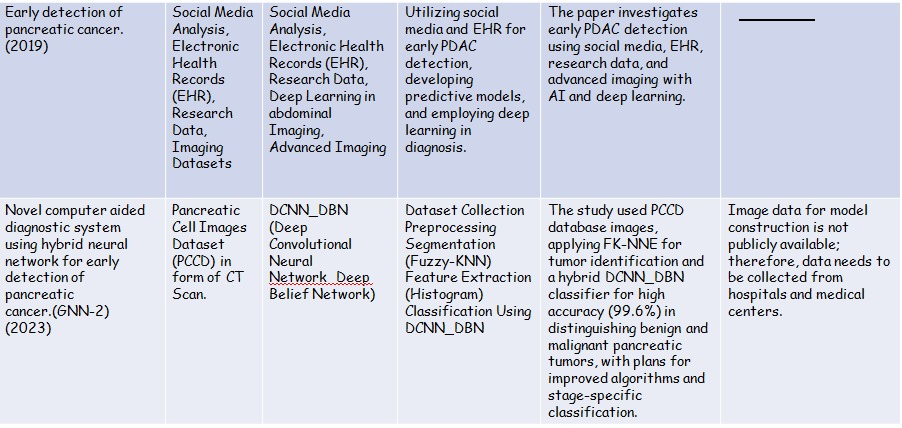 Early detection of
pancreatic cancer.
(2019)
Social Media
Analysis,
Electronic
Health
Records
(EHR),
Research
Data,
Imaging
Datasets
Social Media
Analysis,
Electronic Health
Records (EHR),
Research Data,
Deep Learning in
abdominal
Imaging,
Advanced Imaging
Utilizing social
media and EHR for
early PDAC
detection,
developing
predictive models,
and employing deep
learning in
diagnosis.
The paper investigates
early PDAC detection
using social media, EHR,
research data, and
advanced imaging with
AI and deep learning.
Novel computer aided
diagnostic system
using hybrid neural
network for early
detection of
pancreatic
cancer.(GNN-2)
(2023)
Pancreatic
Cell Images
Dataset
(PCCD) in
form of CT
Scan.
DCNN_DBN
(Deep
Convolutional
Neural
Network_Deep
Belief Network)
Dataset Collection
Preprocessing
Segmentation
(Fuzzy-KNN)
Feature Extraction
(Histogram)
Classification Using
DCNN_DBN
The study used PCCD
database images,
applying FK-NNE for
tumor identification and
a hybrid DCNN_DBN
classifier for high
accuracy (99.6%) in
distinguishing benign and
malignant pancreatic
tumors, with plans for
improved algorithms and
stage-specific
classification.
Image data for model
construction is not
publicly available;
therefore, data needs to
be collected from
hospitals and medical
centers.